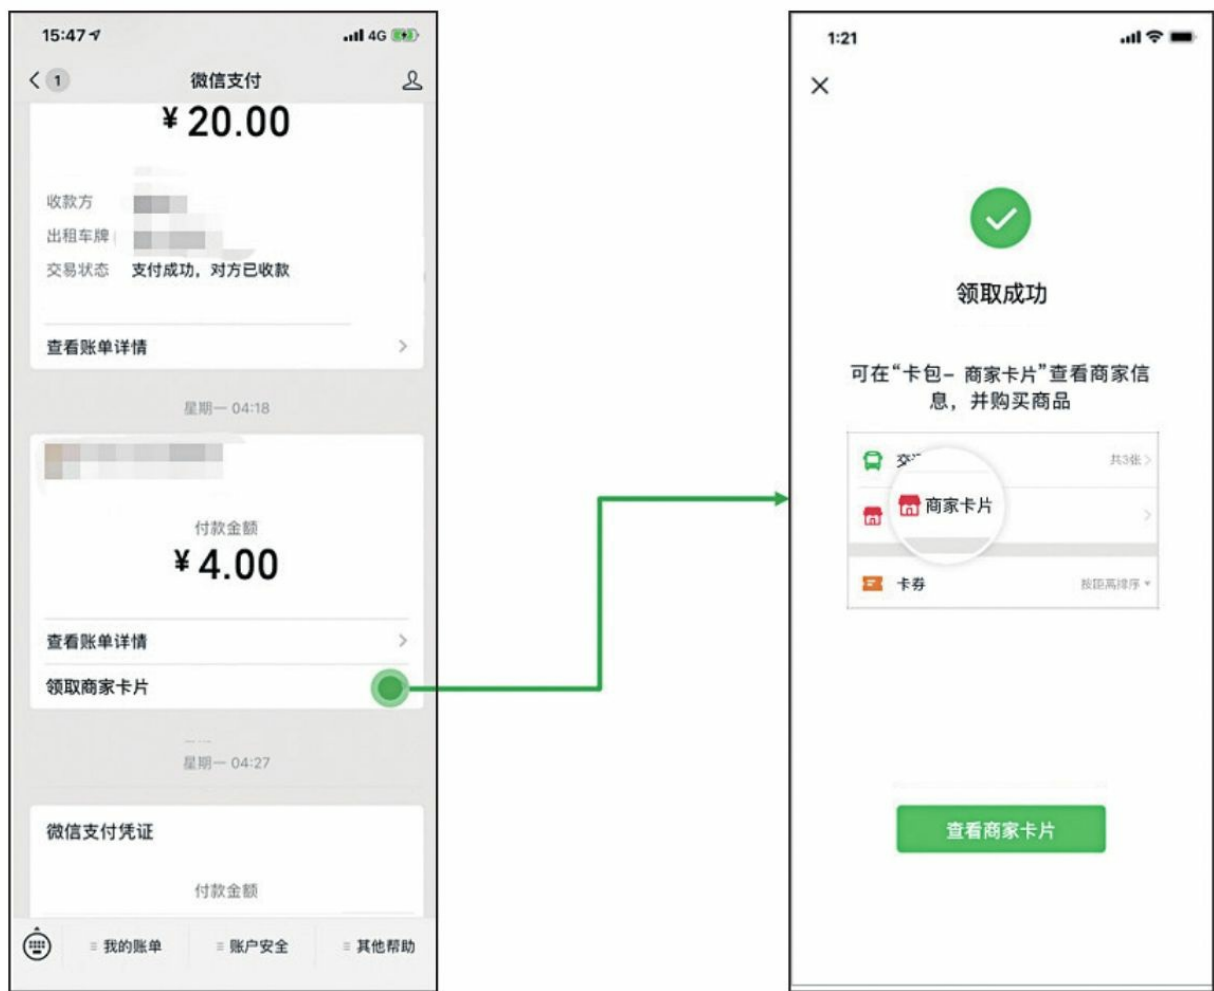 15:47
4G
1
微信支付
¥ 20.00
收款方
出租车牌
交易状态 支付成功，对方已收款
查看账单详情
星期一 04:18
付款金额
¥ 4.00
查看账单详情
领取商家卡片
星期一 04:27
微信支付凭证
付款金额
我的账单
账户安全
其他帮助
1:21
领取成功
可在“卡包– 商家卡片”查看商家信
息，并购买商品
共3张
商家卡片
卡券
按距离排序
查看商家卡片